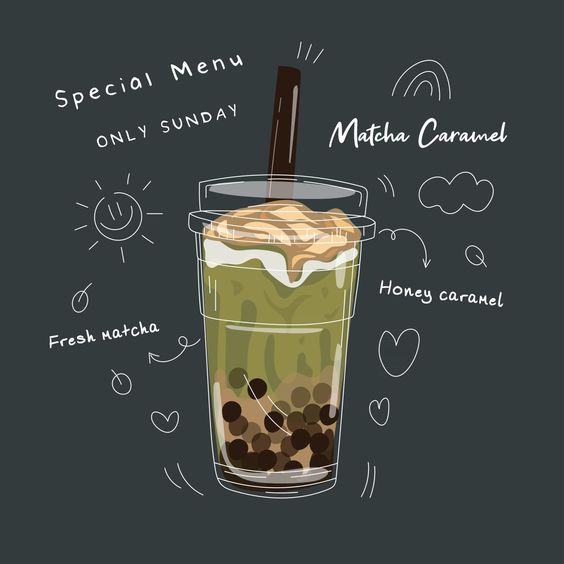 Special Menu
ONLY SUNDAY
Matcha Caramel
Honey caramel
Fresh matcha